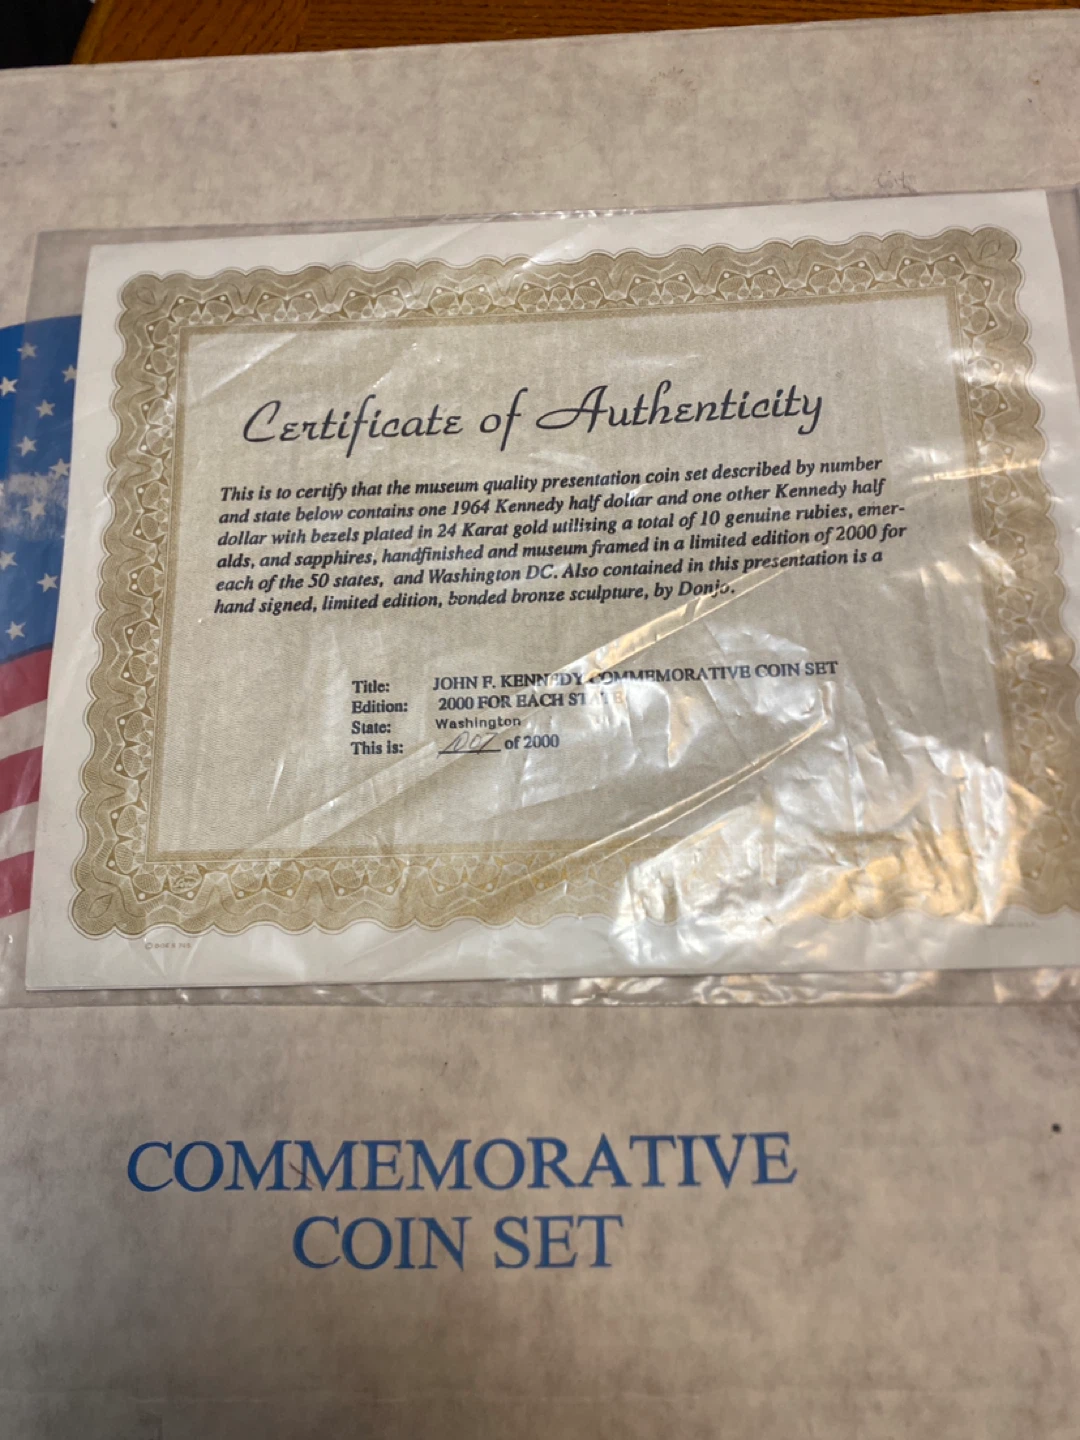 Certificate of Authenticity
This is to certify that the museum quality presentation coin set described by number
and state below contains one 1964 Kennedy half dollar and one other Kennedy half
dollar with bezels plated in 24 Karat gold utilizing a total of 10 genuine rubies, emer-
alds, and sapphires, handfinished and museum framed in a limited edition of 2000 for
each of the 50 states, and Washington DC. Also contained in this presentation is a
hand signed, limited edition, bonded bronze sculpture, by Donjo.
Title: JOHN F. KENNEDY COMMEMORATIVE COIN SET
Edition: 2000 FOR EACH STATE
State: Washington
This is: of 2000
COMMEMORATIVE
COIN SET